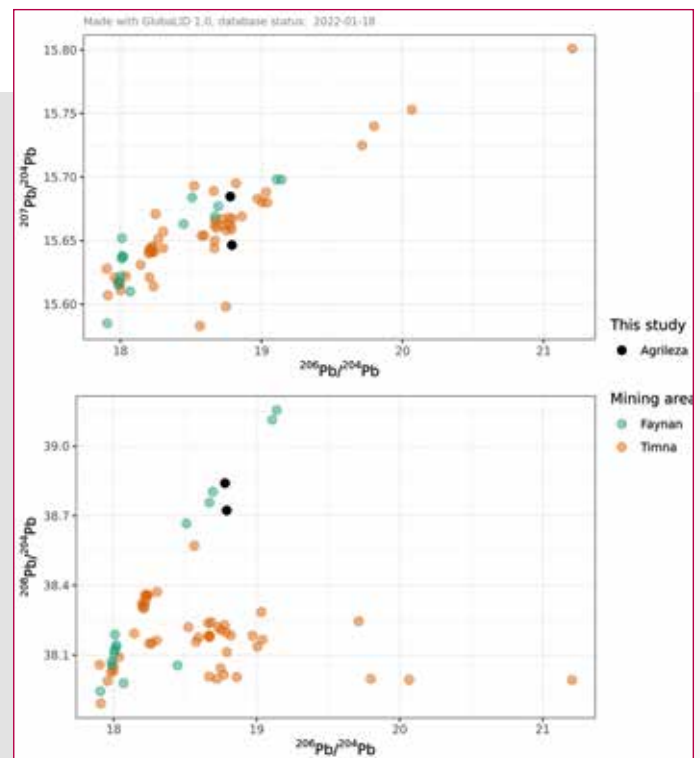 Made with GlobaLID 1.0, database status: 2022-01-18
15.80
15.75
15.70
15.65
15.60
²⁰⁷Pb/²⁰⁴Pb
18 19 20 21
²⁰⁶Pb/²⁰⁴Pb
This study
Agrileza
Mining area
Faynan
Timna
39.0
38.7
38.4
38.1
²⁰⁸Pb/²⁰⁴Pb
18 19 20 21
²⁰⁶Pb/²⁰⁴Pb